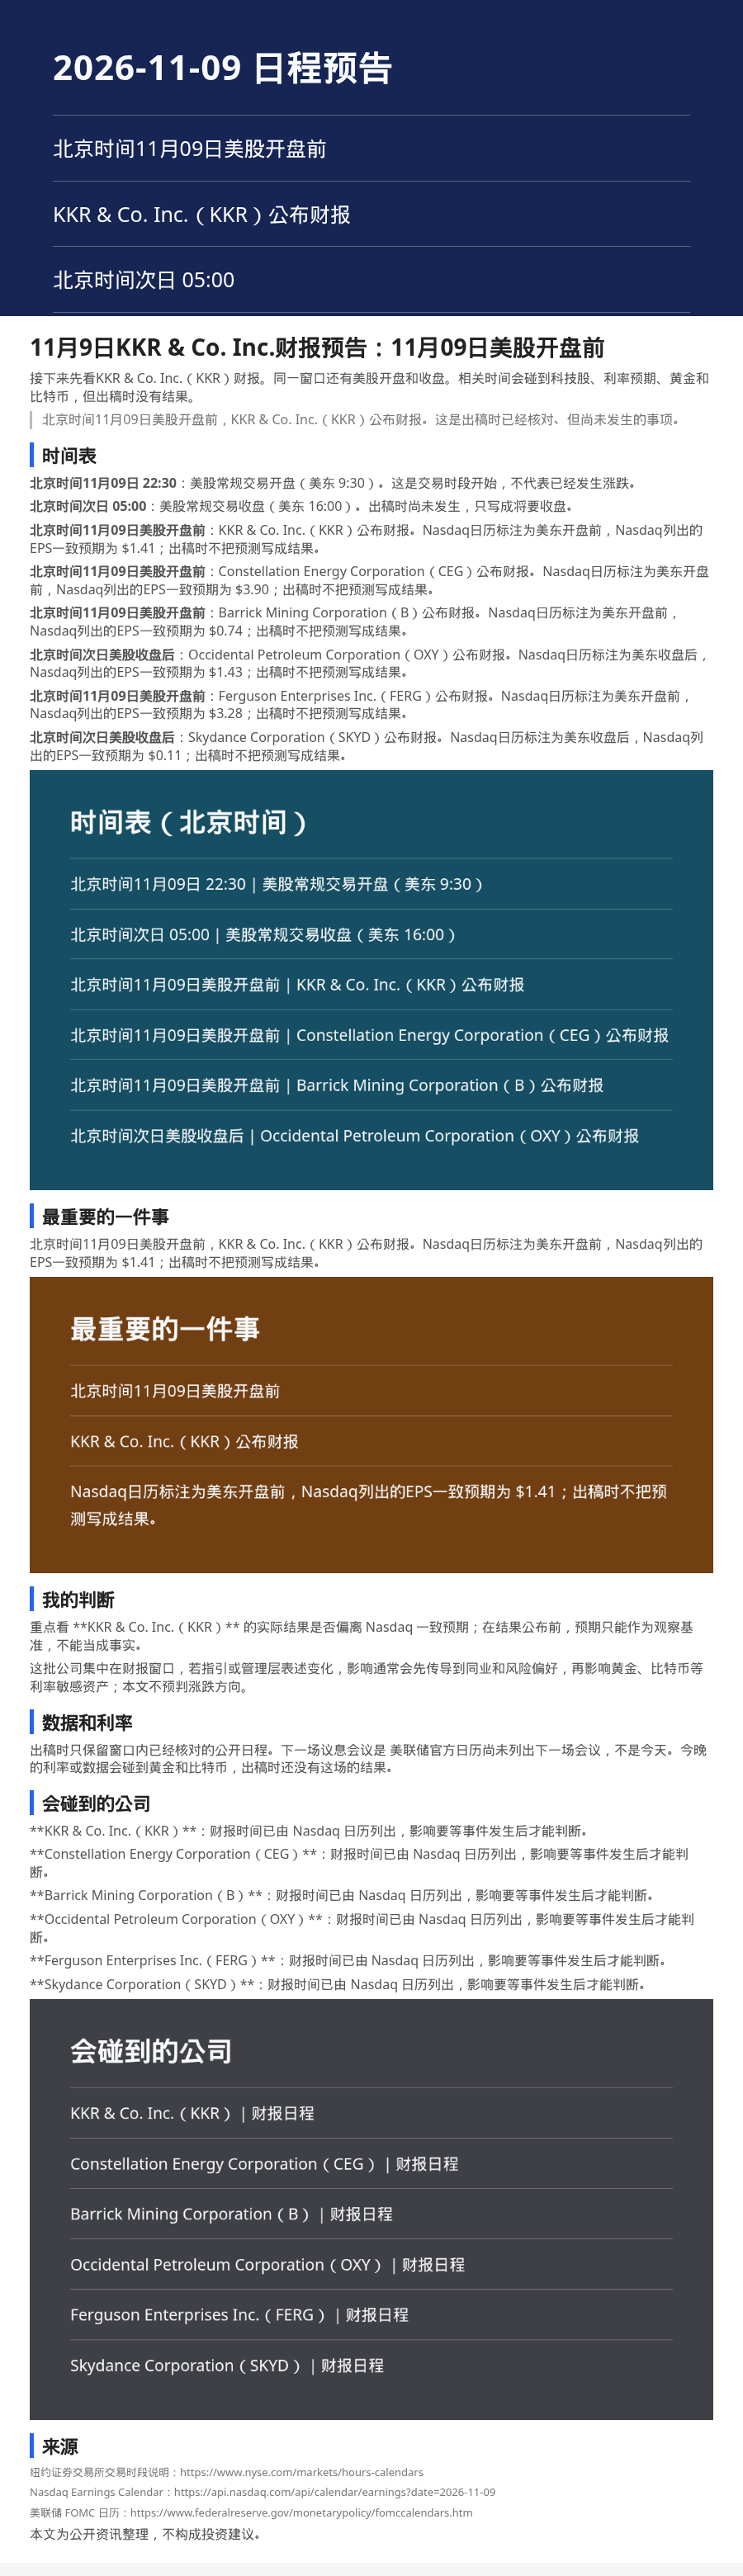 2026-11-09 日程预告
北京时间11月09日美股开盘前
KKR & Co. Inc.（KKR）公布财报
北京时间次日 05:00
11月9日KKR & Co. Inc.财报预告：11月09日美股开盘前
接下来先看KKR & Co. Inc.（KKR）财报。同一窗口还有美股开盘和收盘。相关时间会碰到科技股、利率预期、黄金和
比特币，但出稿时没有结果。
北京时间11月09日美股开盘前，KKR & Co. Inc.（KKR）公布财报。这是出稿时已经核对、但尚未发生的事项。
时间表
北京时间11月09日 22:30：美股常规交易开盘（美东 9:30）。这是交易时段开始，不代表已经发生涨跌。
北京时间次日 05:00：美股常规交易收盘（美东 16:00）。出稿时尚未发生，只写成将要收盘。
北京时间11月09日美股开盘前：KKR & Co. Inc.（KKR）公布财报。Nasdaq日历标注为美东开盘前，Nasdaq列出的
EPS一致预期为 $1.41；出稿时不把预测写成结果。
北京时间11月09日美股开盘前：Constellation Energy Corporation（CEG）公布财报。Nasdaq日历标注为美东开盘
前，Nasdaq列出的EPS一致预期为 $3.90；出稿时不把预测写成结果。
北京时间11月09日美股开盘前：Barrick Mining Corporation（B）公布财报。Nasdaq日历标注为美东开盘前，
Nasdaq列出的EPS一致预期为 $0.74；出稿时不把预测写成结果。
北京时间次日美股收盘后：Occidental Petroleum Corporation（OXY）公布财报。Nasdaq日历标注为美东收盘后，
Nasdaq列出的EPS一致预期为 $1.43；出稿时不把预测写成结果。
北京时间11月09日美股开盘前：Ferguson Enterprises Inc.（FERG）公布财报。Nasdaq日历标注为美东开盘前，
Nasdaq列出的EPS一致预期为 $3.28；出稿时不把预测写成结果。
北京时间次日美股收盘后：Skydance Corporation（SKYD）公布财报。Nasdaq日历标注为美东收盘后，Nasdaq列
出的EPS一致预期为 $0.11；出稿时不把预测写成结果。
时间表（北京时间）
北京时间11月09日 22:30｜美股常规交易开盘（美东 9:30）
北京时间次日 05:00｜美股常规交易收盘（美东 16:00）
北京时间11月09日美股开盘前｜KKR & Co. Inc.（KKR）公布财报
北京时间11月09日美股开盘前｜Constellation Energy Corporation（CEG）公布财报
北京时间11月09日美股开盘前｜Barrick Mining Corporation（B）公布财报
北京时间次日美股收盘后｜Occidental Petroleum Corporation（OXY）公布财报
最重要的一件事
北京时间11月09日美股开盘前，KKR & Co. Inc.（KKR）公布财报。Nasdaq日历标注为美东开盘前，Nasdaq列出的
EPS一致预期为 $1.41；出稿时不把预测写成结果。
最重要的一件事
北京时间11月09日美股开盘前
KKR & Co. Inc.（KKR）公布财报
Nasdaq日历标注为美东开盘前，Nasdaq列出的EPS一致预期为 $1.41；出稿时不把预
测写成结果。
我的判断
重点看 **KKR & Co. Inc.（KKR）** 的实际结果是否偏离 Nasdaq 一致预期；在结果公布前，预期只能作为观察基
准，不能当成事实。
这批公司集中在财报窗口，若指引或管理层表述变化，影响通常会先传导到同业和风险偏好，再影响黄金、比特币等
利率敏感资产；本文不预判涨跌方向。
数据和利率
出稿时只保留窗口内已经核对的公开日程。下一场议息会议是 美联储官方日历尚未列出下一场会议，不是今天。今晚
的利率或数据会碰到黄金和比特币，出稿时还没有这场的结果。
会碰到的公司
**KKR & Co. Inc.（KKR）**：财报时间已由 Nasdaq 日历列出，影响要等事件发生后才能判断。
**Constellation Energy Corporation（CEG）**：财报时间已由 Nasdaq 日历列出，影响要等事件发生后才能判
断。
**Barrick Mining Corporation（B）**：财报时间已由 Nasdaq 日历列出，影响要等事件发生后才能判断。
**Occidental Petroleum Corporation（OXY）**：财报时间已由 Nasdaq 日历列出，影响要等事件发生后才能判
断。
**Ferguson Enterprises Inc.（FERG）**：财报时间已由 Nasdaq 日历列出，影响要等事件发生后才能判断。
**Skydance Corporation（SKYD）**：财报时间已由 Nasdaq 日历列出，影响要等事件发生后才能判断。
会碰到的公司
KKR & Co. Inc.（KKR）｜财报日程
Constellation Energy Corporation（CEG）｜财报日程
Barrick Mining Corporation（B）｜财报日程
Occidental Petroleum Corporation（OXY）｜财报日程
Ferguson Enterprises Inc.（FERG）｜财报日程
Skydance Corporation（SKYD）｜财报日程
来源
纽约证券交易所交易时段说明：https://www.nyse.com/markets/hours-calendars
Nasdaq Earnings Calendar：https://api.nasdaq.com/api/calendar/earnings?date=2026-11-09
美联储 FOMC 日历：https://www.federalreserve.gov/monetarypolicy/fomccalendars.htm
本文为公开资讯整理，不构成投资建议。